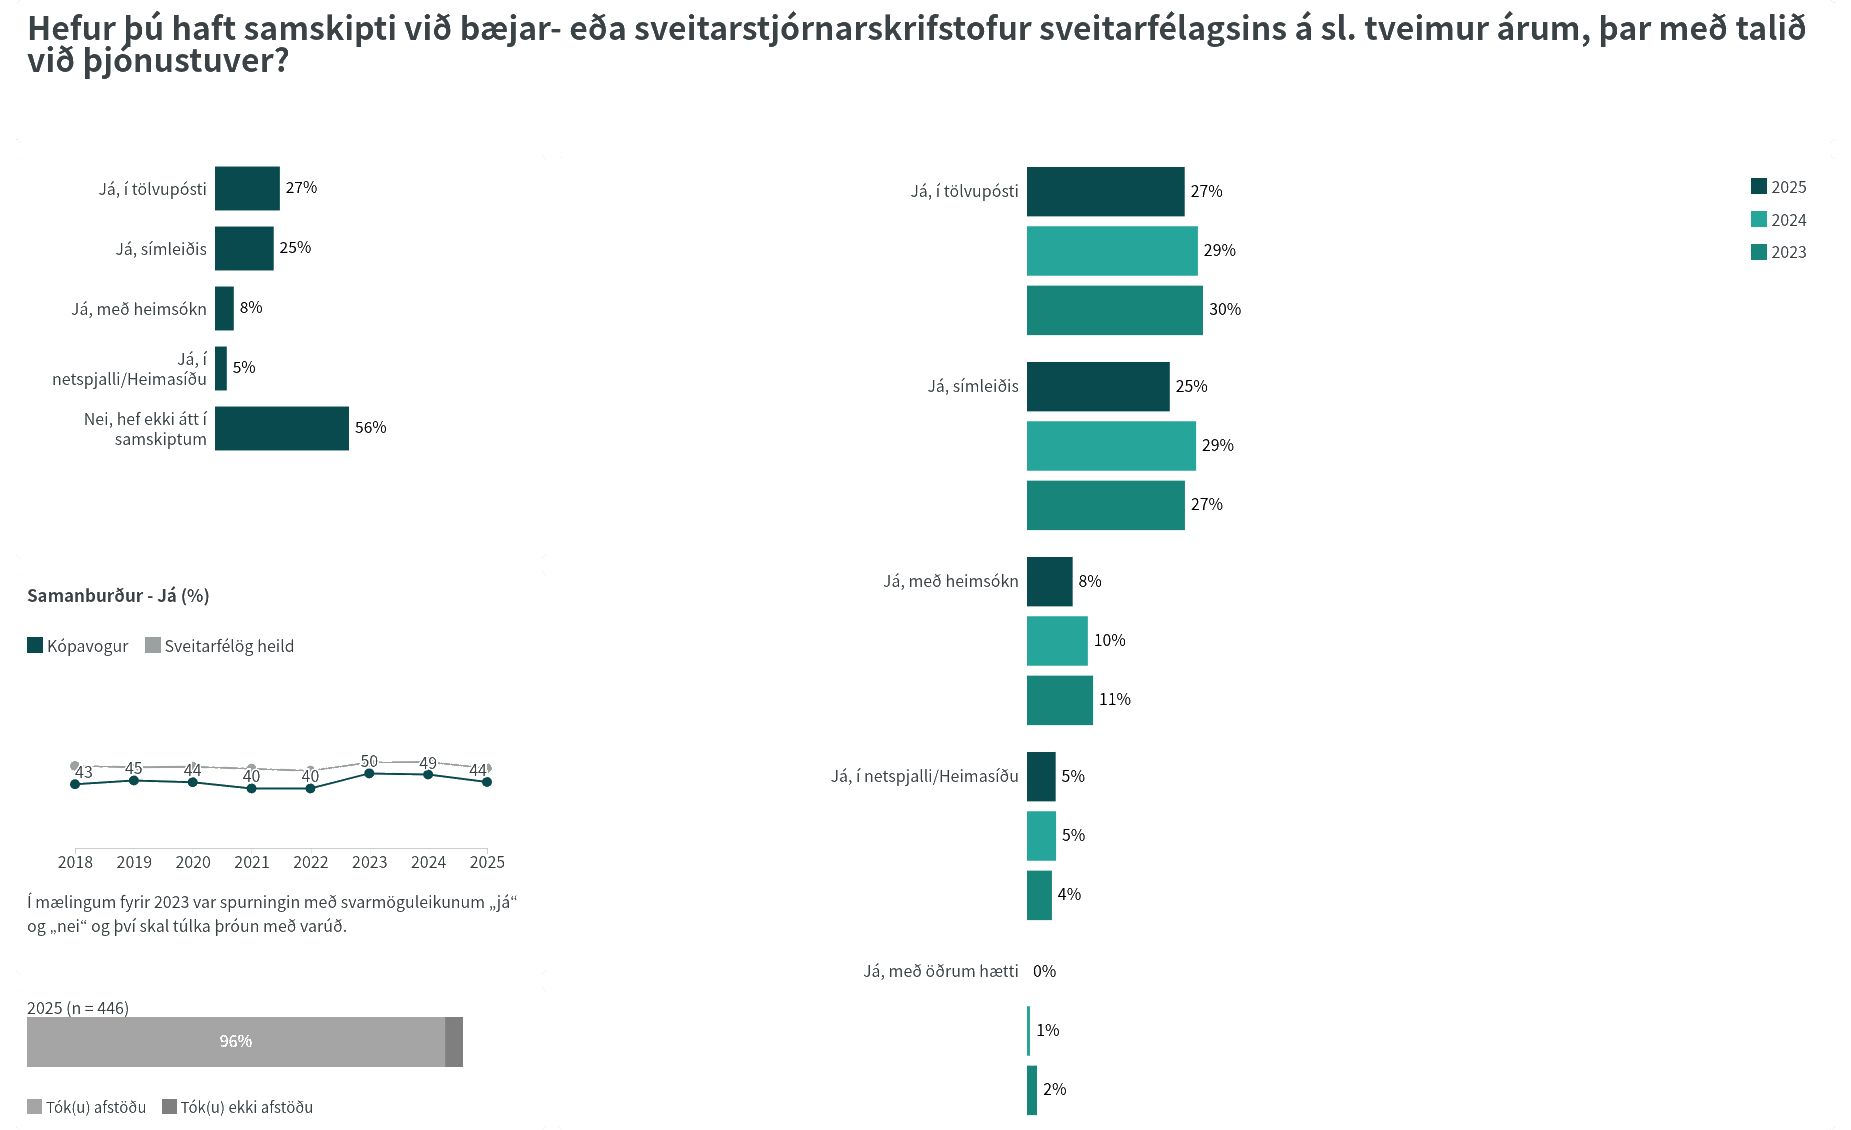 Hefur þú haft samskipti við bæjar- eða sveitarstjórnarskrifstofur sveitarfélagsins á sl. tveimur árum, þar með talið
við þjónustuver?
Já, í tölvupósti
27%
Já, símleiðis
25%
Já, með heimsókn
8%
Já, í
netspjalli/Heimasíðu
5%
Nei, hef ekki átt í
samskiptum
56%
Samanburður - Já (%)
Kópavogur
Sveitarfélög heild
43
45
44
40
40
50
49
44
2018
2019
2020
2021
2022
2023
2024
2025
Í mælingum fyrir 2023 var spurningin með svarmöguleikunum „já“
og „nei“ og því skal túlka þróun með varúð.
2025 (n = 446)
96%
Tók(u) afstöðu
Tók(u) ekki afstöðu
Já, í tölvupósti
27%
29%
30%
Já, símleiðis
25%
29%
27%
Já, með heimsókn
8%
10%
11%
Já, í netspjalli/Heimasíðu
5%
5%
4%
Já, með öðrum hætti
0%
1%
2%
2025
2024
2023